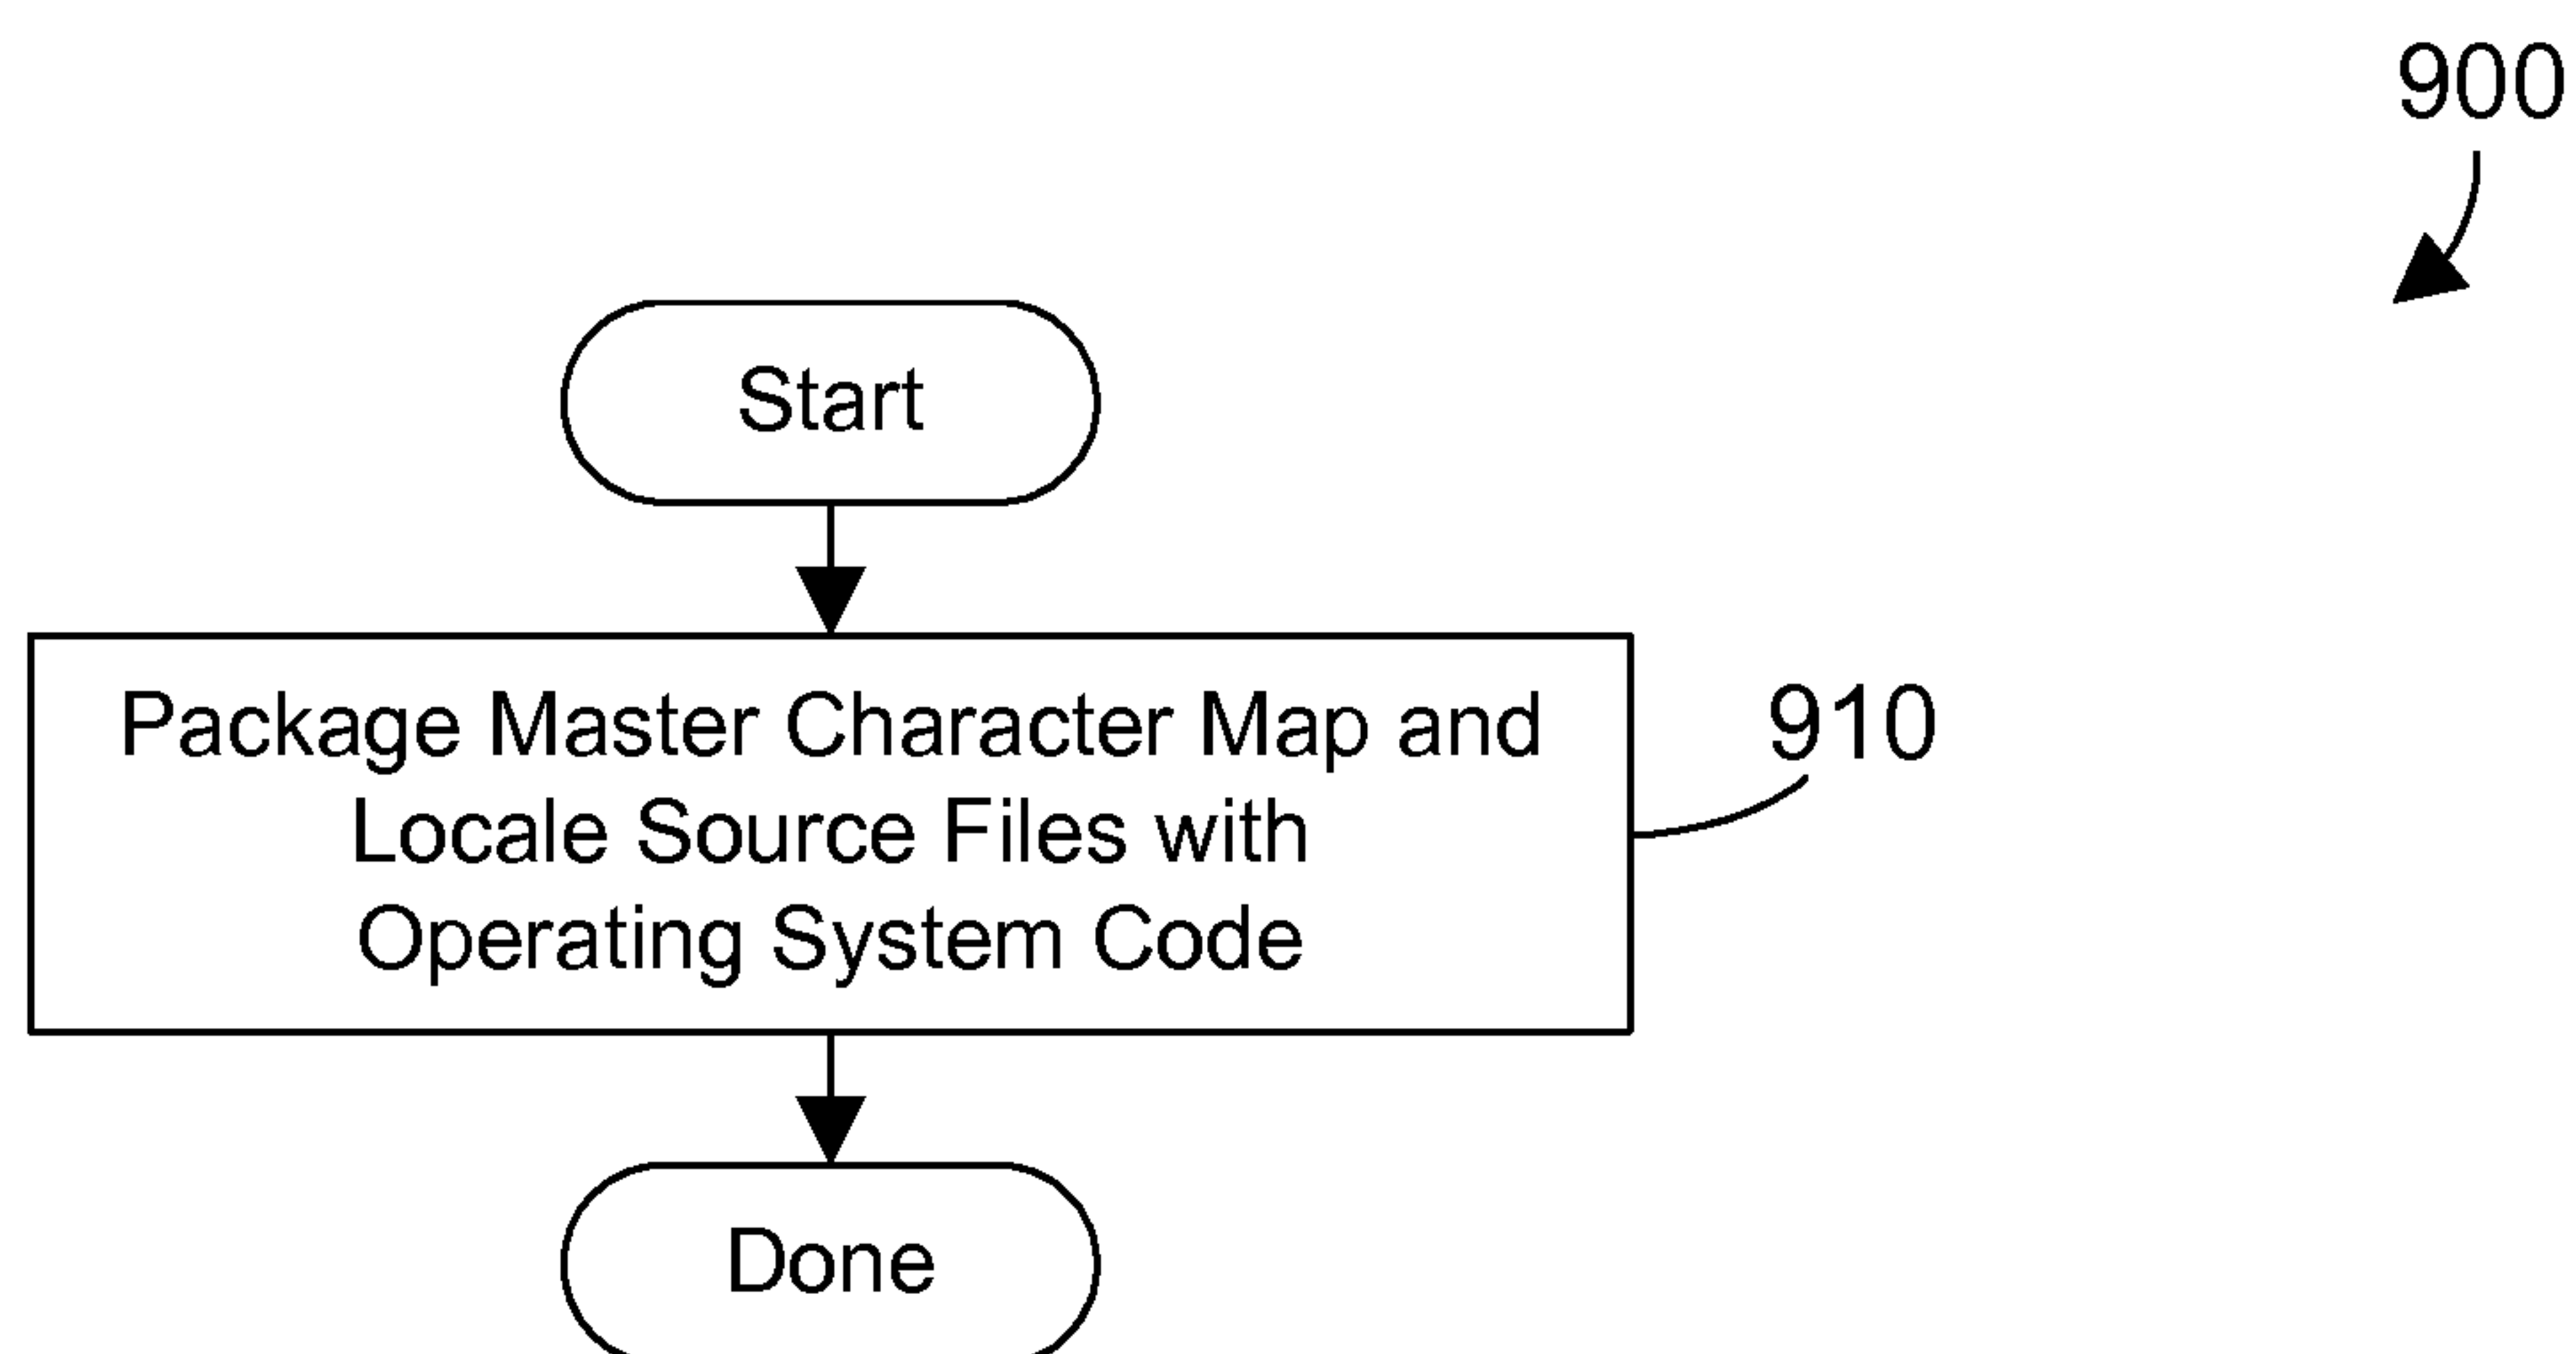 900
Start
Package Master Character Map and
Locale Source Files with
Operating System Code
910
Done